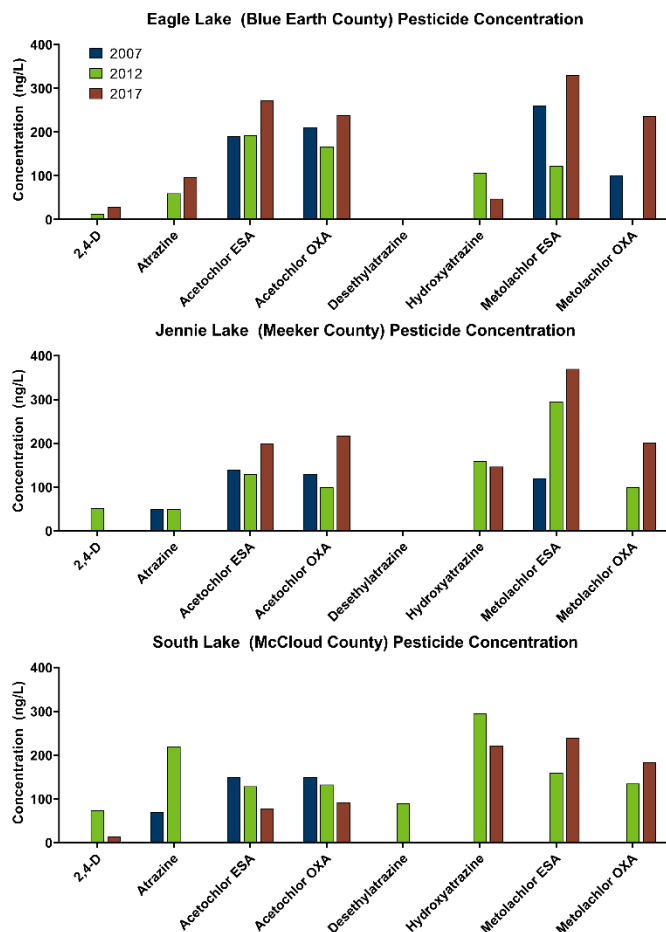 Eagle Lake (Blue Earth County) Pesticide Concentration
Concentration (ng/L)
400
300
200
100
0
2007
2012
2017
2,4-D
Atrazine
Acetochlor ESA
Acetochlor OXA
Desethylatrazine
Hydroxyatrazine
Metolachlor ESA
Metolachlor OXA
Jennie Lake (Meeker County) Pesticide Concentration
Concentration (ng/L)
400
300
200
100
0
2,4-D
Atrazine
Acetochlor ESA
Acetochlor OXA
Desethylatrazine
Hydroxyatrazine
Metolachlor ESA
Metolachlor OXA
South Lake (McCloud County) Pesticide Concentration
Concentration (ng/L)
400
300
200
100
0
2,4-D
Atrazine
Acetochlor ESA
Acetochlor OXA
Desethylatrazine
Hydroxyatrazine
Metolachlor ESA
Metolachlor OXA